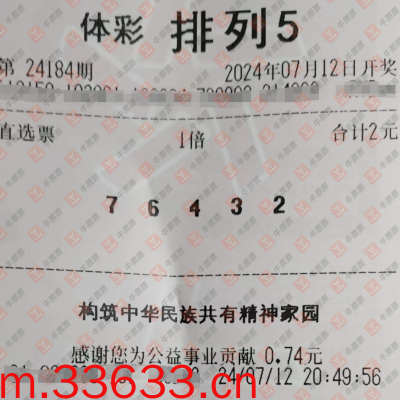 体彩 排列5
第 24184期 2024年07月12日开奖
直选票 1倍 合计2元
7 6 4 3 2
构筑中华民族共有精神家园
感谢您为公益事业贡献 0.74元
24/07/12 20:49:56
m.33633.cn